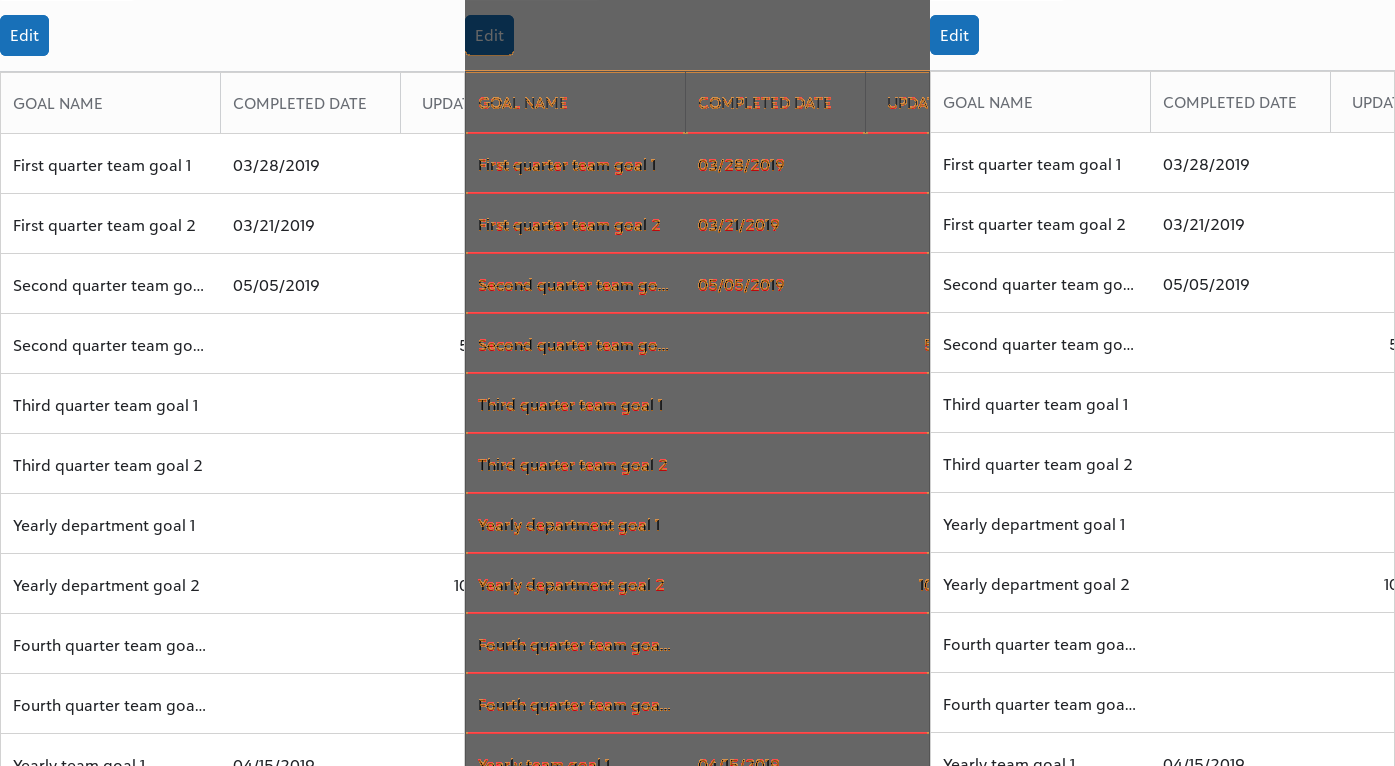 Edit Edit Edit
GOAL NAME COMPLETED DATE UPDAT GOAL NAME COMPLETED DATE UPDAT GOAL NAME COMPLETED DATE UPDAT
First quarter team goal 1 03/28/2019 First quarter team goal 1 03/28/2019 First quarter team goal 1 03/28/2019
First quarter team goal 2 03/21/2019 First quarter team goal 2 03/21/2019 First quarter team goal 2 03/21/2019
Second quarter team go... 05/05/2019 Second quarter team go... 05/05/2019 Second quarter team go... 05/05/2019
Second quarter team go... 5 Second quarter team go... 5 Second quarter team go... 5
Third quarter team goal 1 Third quarter team goal 1 Third quarter team goal 1
Third quarter team goal 2 Third quarter team goal 2 Third quarter team goal 2
Yearly department goal 1 Yearly department goal 1 Yearly department goal 1
Yearly department goal 2 10 Yearly department goal 2 10 Yearly department goal 2 10
Fourth quarter team goa... Fourth quarter team goa... Fourth quarter team goa...
Fourth quarter team goa... Fourth quarter team goa... Fourth quarter team goa...
Yearly team goal 1 04/15/2019 Yearly team goal 1 04/15/2019 Yearly team goal 1 04/15/2019